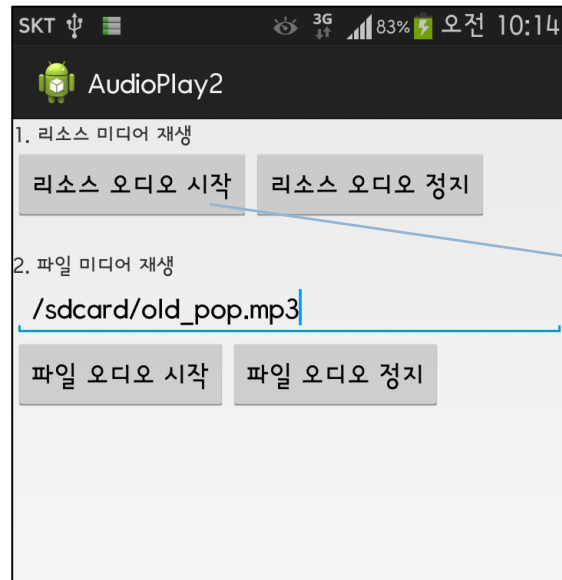 SKT 3G 83% 오전 10:14
AudioPlay2
1. 리소스 미디어 재생
리소스 오디오 시작 리소스 오디오 정지
2. 파일 미디어 재생
/sdcard/old_pop.mp3
파일 오디오 시작 파일 오디오 정지